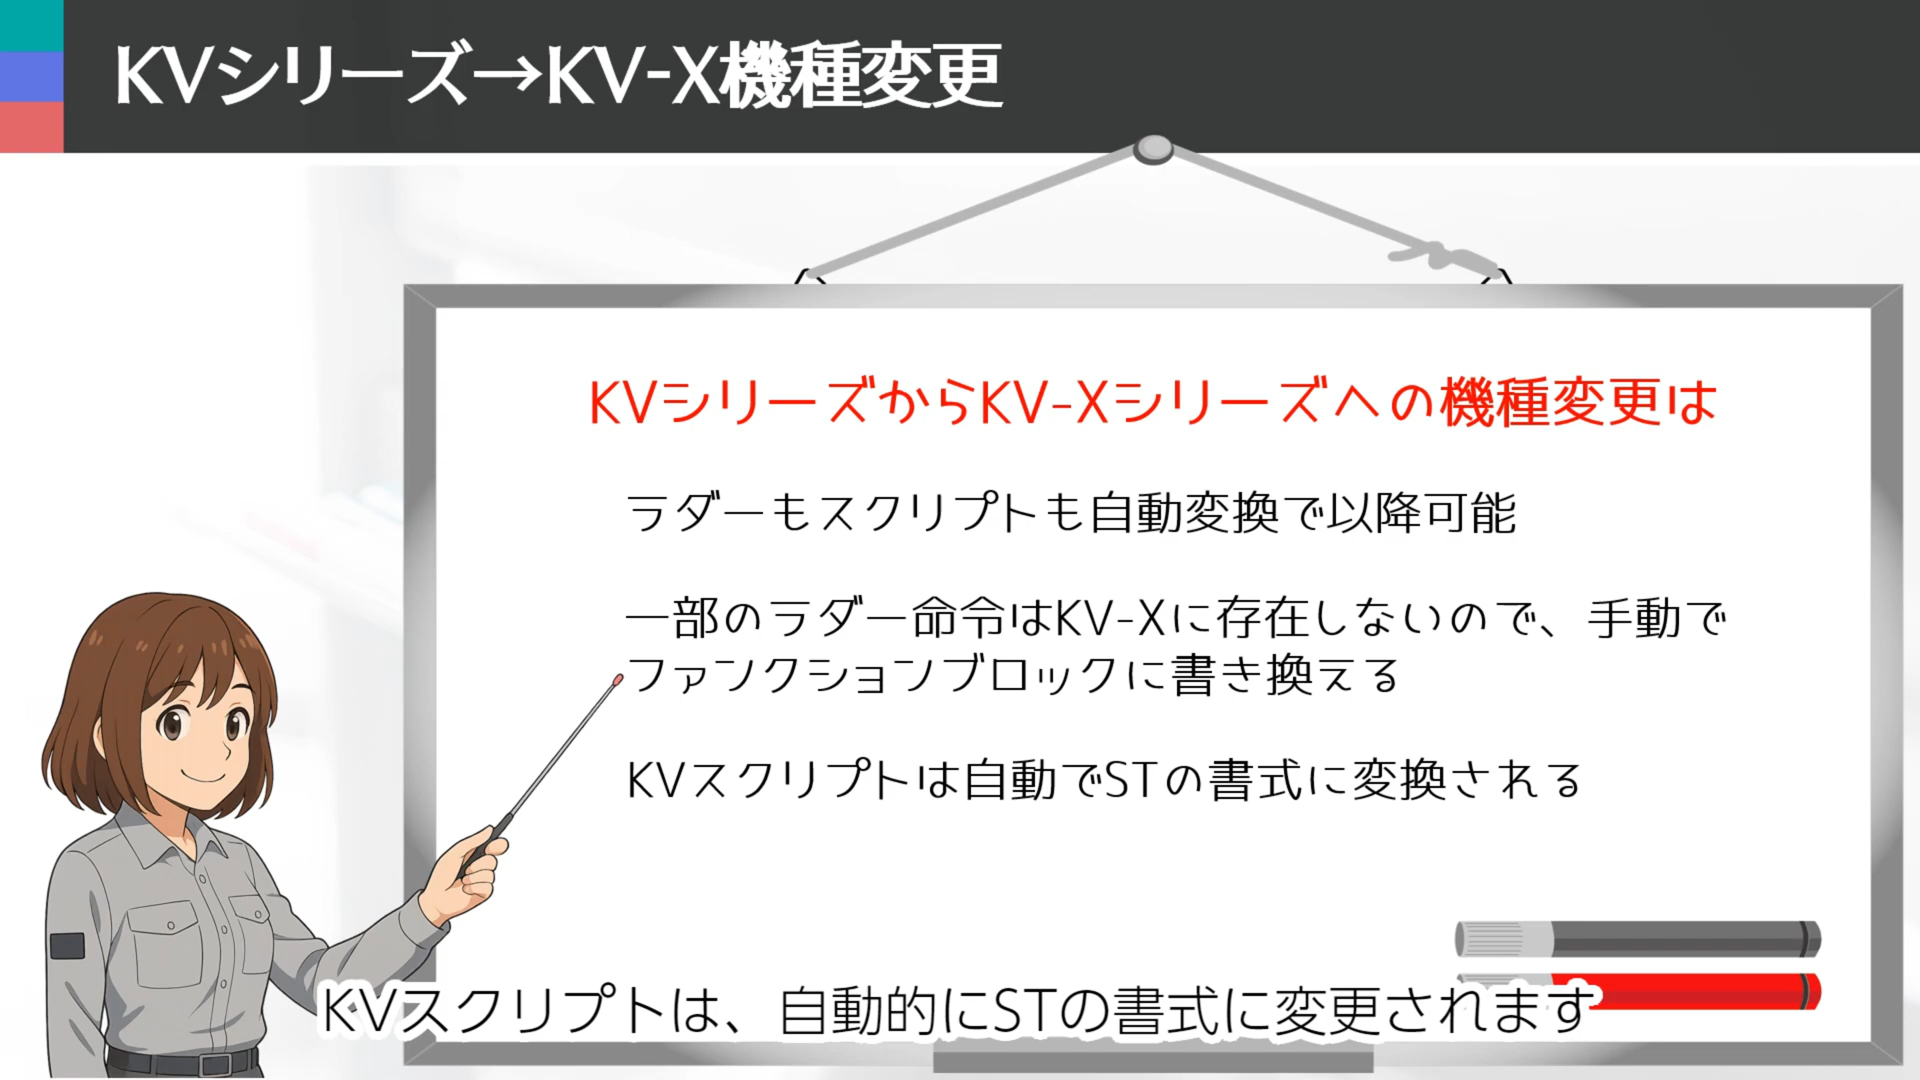 KVシリーズ→KV-X機種変更
KVシリーズからKV-Xシリーズへの機種変更は
ラダーもスクリプトも自動変換で以降可能
一部のラダー命令はKV-Xに存在しないので、手動で
ファンクションブロックに書き換える
KVスクリプトは自動でSTの書式に変換される
KVスクリプトは、自動的にSTの書式に変更されます